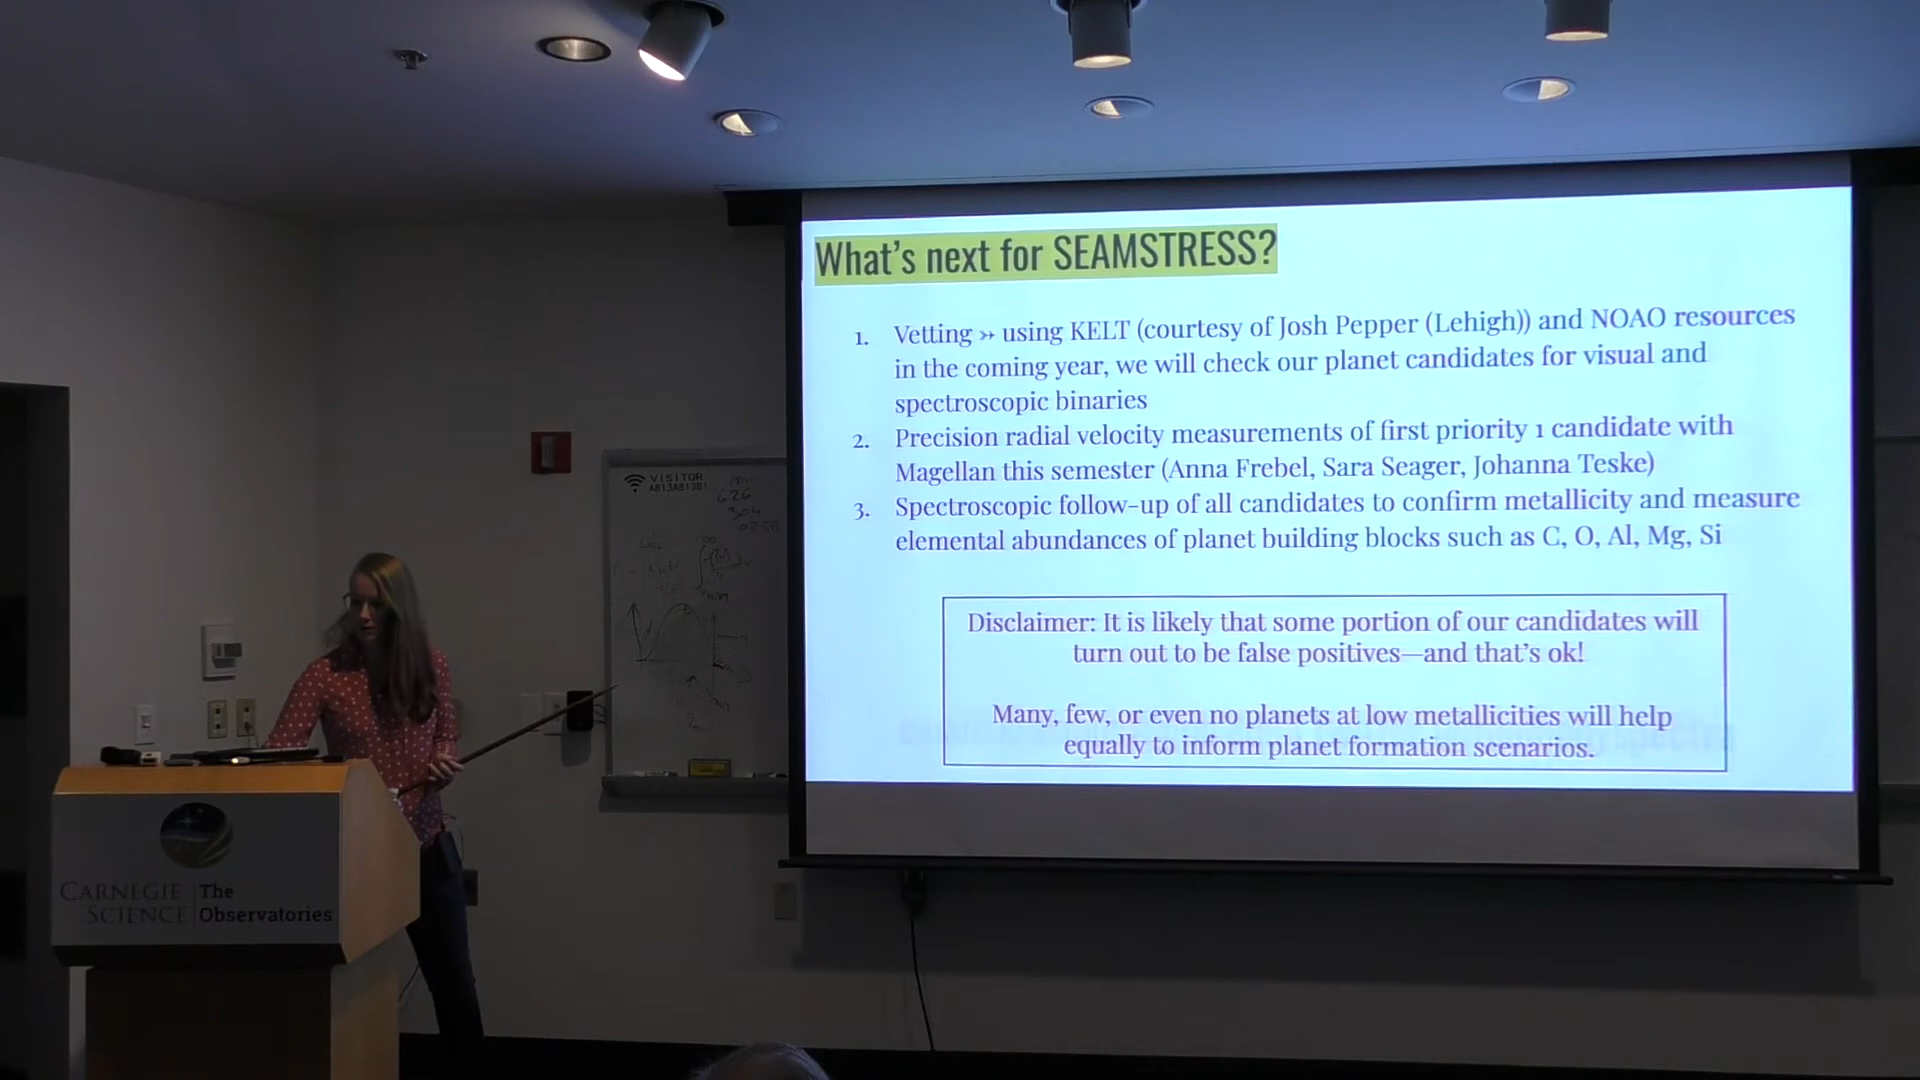 What's next for SEAMSTRESS?
1. Vetting ↣ using KELT (courtesy of Josh Pepper (Lehigh)) and NOAO resources
in the coming year, we will check our planet candidates for visual and
spectroscopic binaries
2. Precision radial velocity measurements of first priority 1 candidate with
Magellan this semester (Anna Frebel, Sara Seager, Johanna Teske)
3. Spectroscopic follow-up of all candidates to confirm metallicity and measure
elemental abundances of planet building blocks such as C, O, Al, Mg, Si
Disclaimer: It is likely that some portion of our candidates will
turn out to be false positives—and that's ok!
Many, few, or even no planets at low metallicities will help
equally to inform planet formation scenarios.
VISITOR
626
CARNEGIE
SCIENCE
The
Observatories